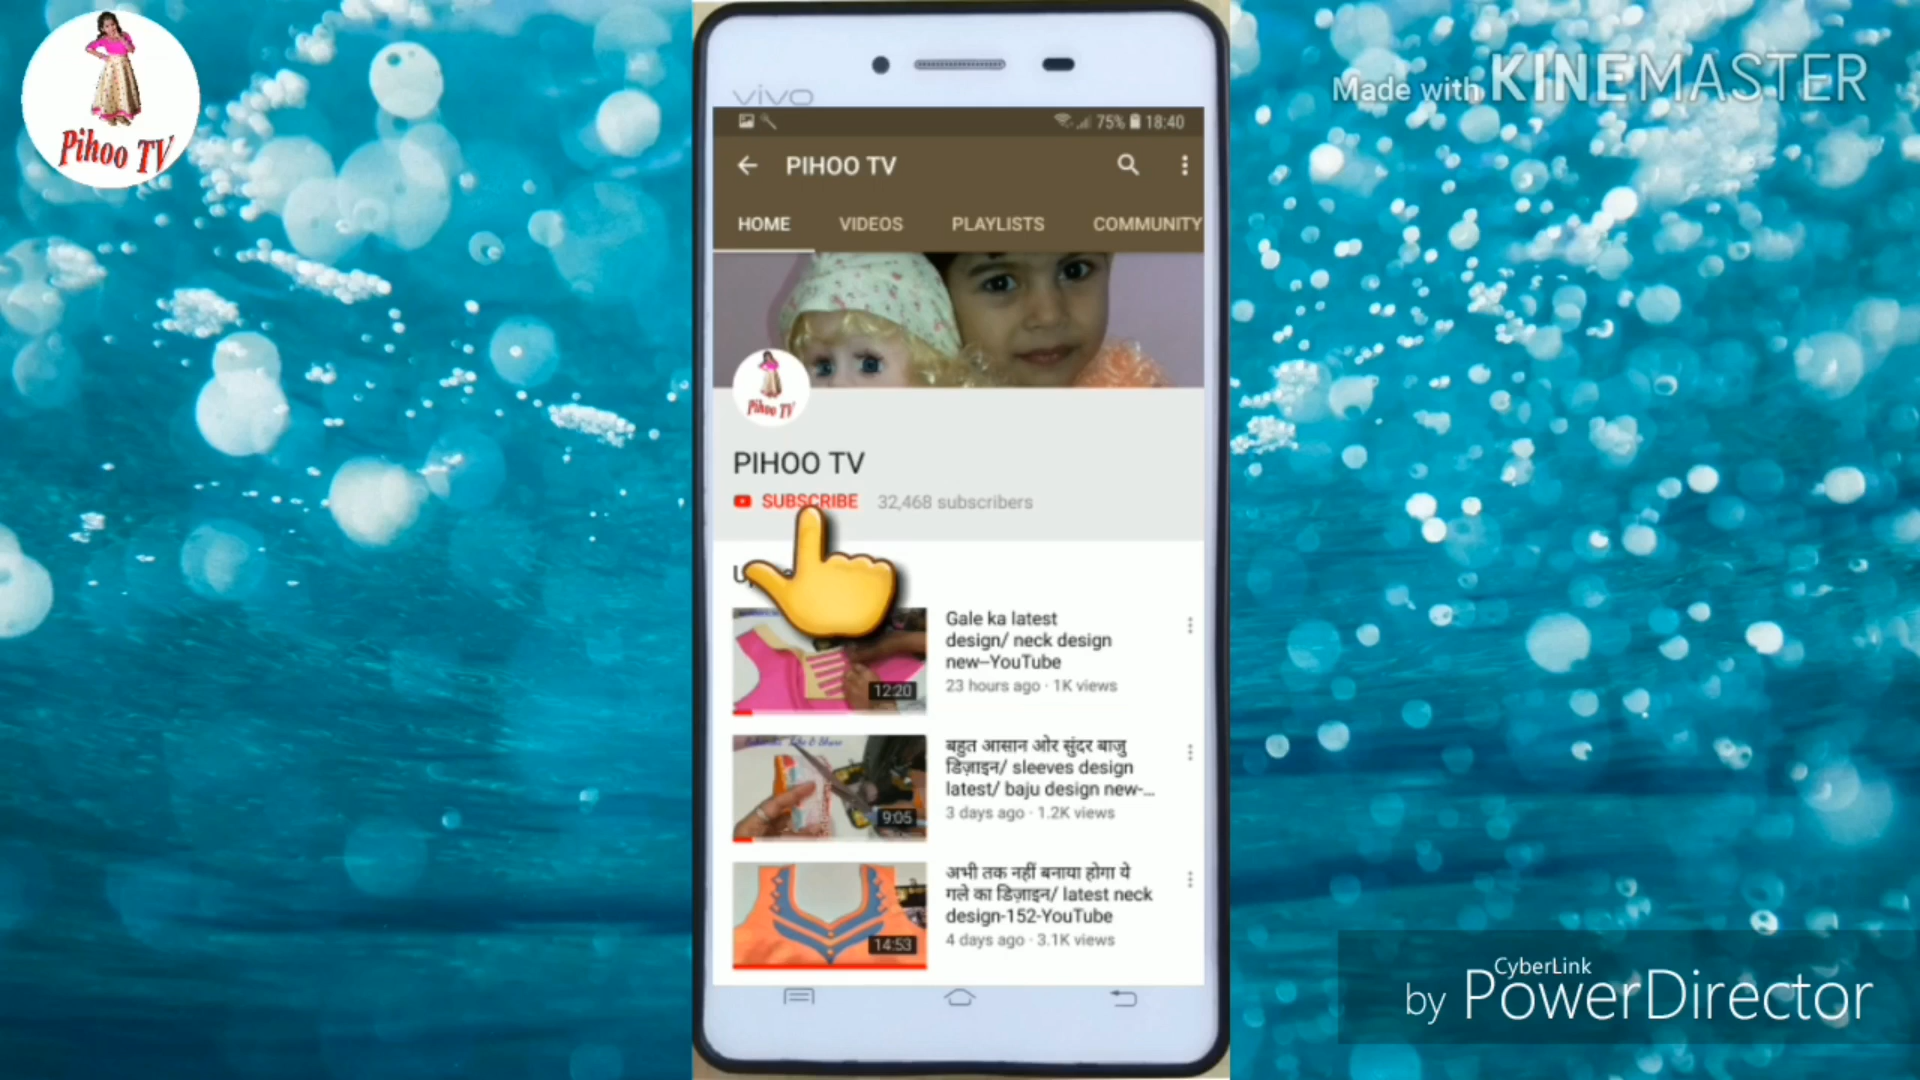 Pihoo TV
Made with KINEMASTER
vivo
75% 18:40
PIHOO TV
HOME VIDEOS PLAYLISTS COMMUNITY
Pihoo TV
PIHOO TV
SUBSCRIBE 32,468 subscribers
Gale ka latest
design/ neck design
new--YouTube
23 hours ago · 1K views
12:20
बहुत आसान ओर सुंदर बाजु
डिज़ाइन/ sleeves design
latest/ baju design new-...
3 days ago · 1.2K views
9:05
अभी तक नहीं बनाया होगा ये
गले का डिज़ाइन/ latest neck
design-152-YouTube
4 days ago · 3.1K views
14:53
CyberLink
by PowerDirector